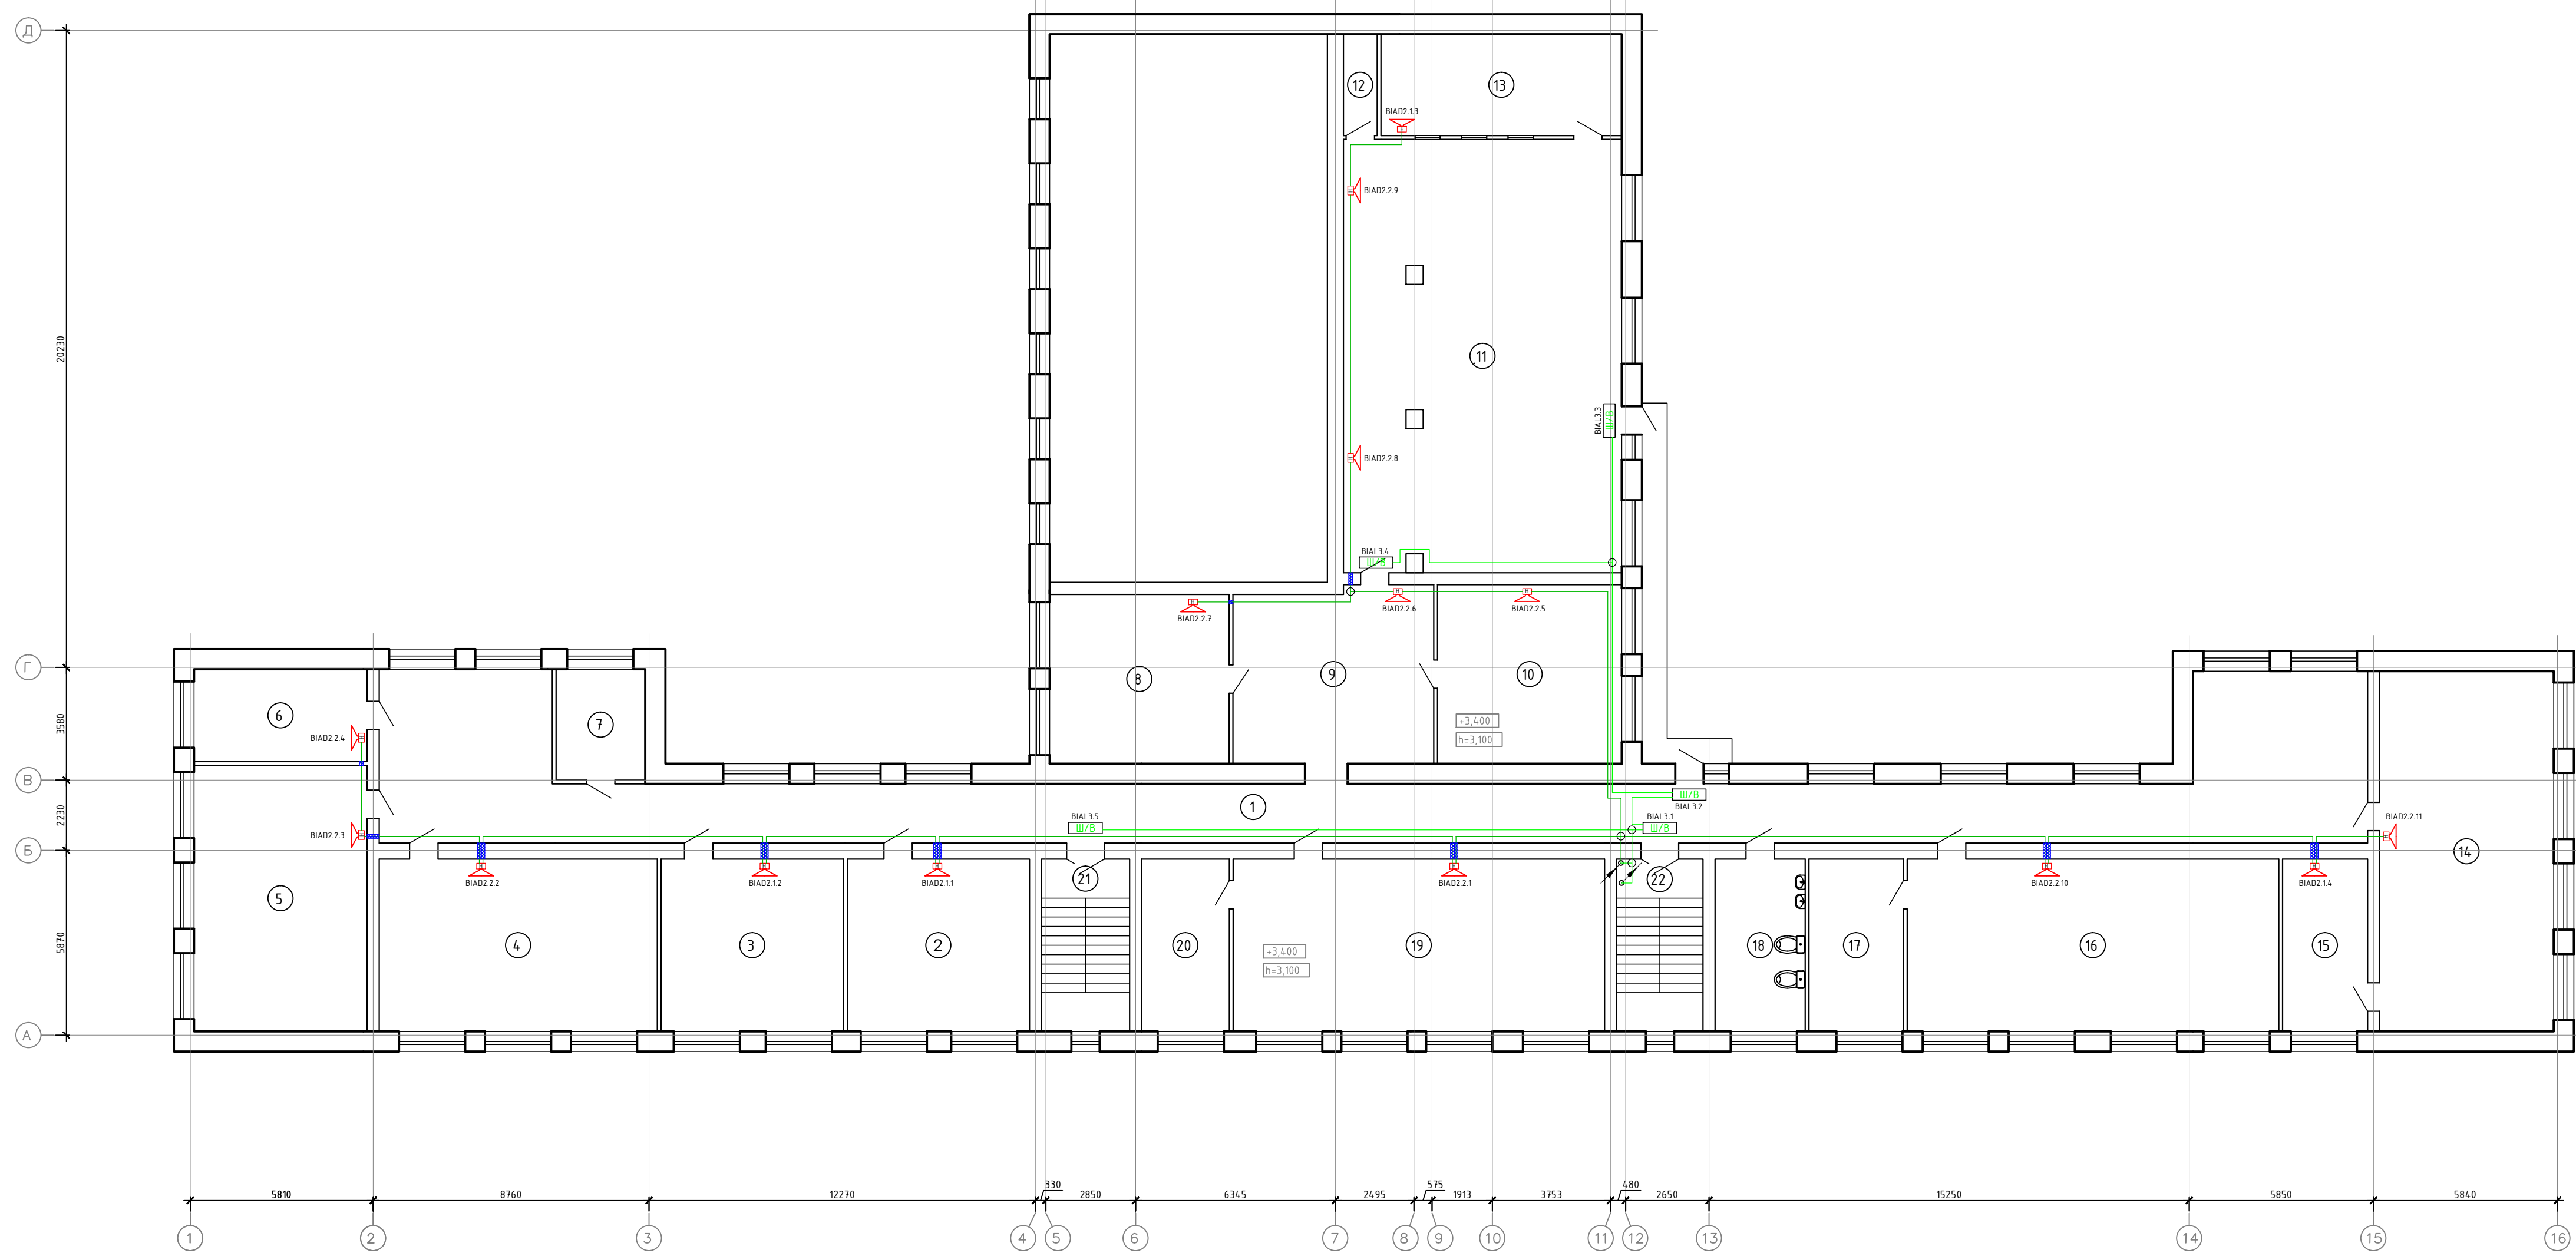 Д
12
13
BIAD2.1.3
BIAD2.2.9
20230
11
BIAL3.3
Ш/В
BIAD2.2.8
BIAL3.4
Ш/В
BIAD2.2.7
BIAD2.2.6
BIAD2.2.5
Г
8
9
10
6
7
3580
+3,400
h=3,100
BIAD2.2.4
В
2230
1
Ш/В
BIAL3.2
BIAL3.5
Ш/В
BIAL3.1
Ш/В
BIAD2.2.11
BIAD2.2.3
Б
14
BIAD2.2.2
BIAD2.1.2
BIAD2.1.1
21
BIAD2.2.1
22
BIAD2.2.10
BIAD2.1.4
5
5870
4
3
2
20
19
18
17
16
15
+3,400
h=3,100
А
5810
8760
12270
330
2850
6345
2495
575
1913
3753
480
2650
15250
5850
5840
1
2
3
4
5
6
7
8
9
10
11
12
13
14
15
16